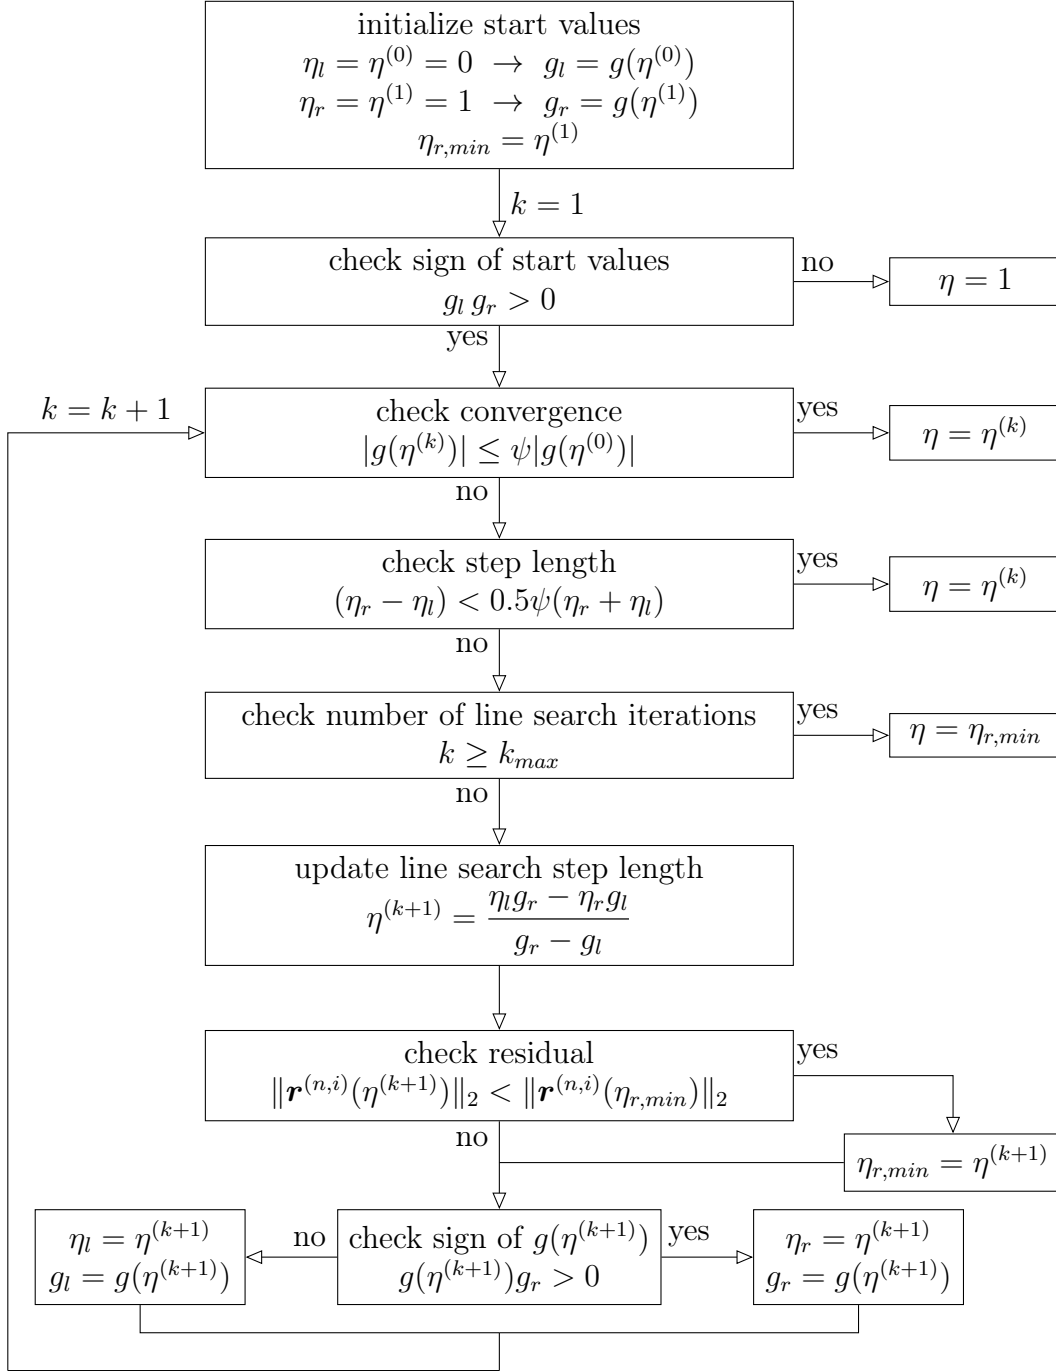 initialize start values
η_l = η^(0) = 0 → g_l = g(η^(0))
η_r = η^(1) = 1 → g_r = g(η^(1))
η_{r,min} = η^(1)
k = 1
check sign of start values
g_l g_r > 0
no
η = 1
yes
k = k + 1
check convergence
|g(η^(k))| ≤ ψ|g(η^(0))|
yes
η = η^(k)
no
check step length
(η_r − η_l) < 0.5ψ(η_r + η_l)
yes
η = η^(k)
no
check number of line search iterations
k ≥ k_{max}
yes
η = η_{r,min}
no
update line search step length
η^(k+1) = (η_l g_r − η_r g_l) / (g_r − g_l)
check residual
‖r^(n,i)(η^(k+1))‖_2 < ‖r^(n,i)(η_{r,min})‖_2
yes
no
η_{r,min} = η^(k+1)
η_l = η^(k+1)
g_l = g(η^(k+1))
no
check sign of g(η^(k+1))
g(η^(k+1))g_r > 0
yes
η_r = η^(k+1)
g_r = g(η^(k+1))